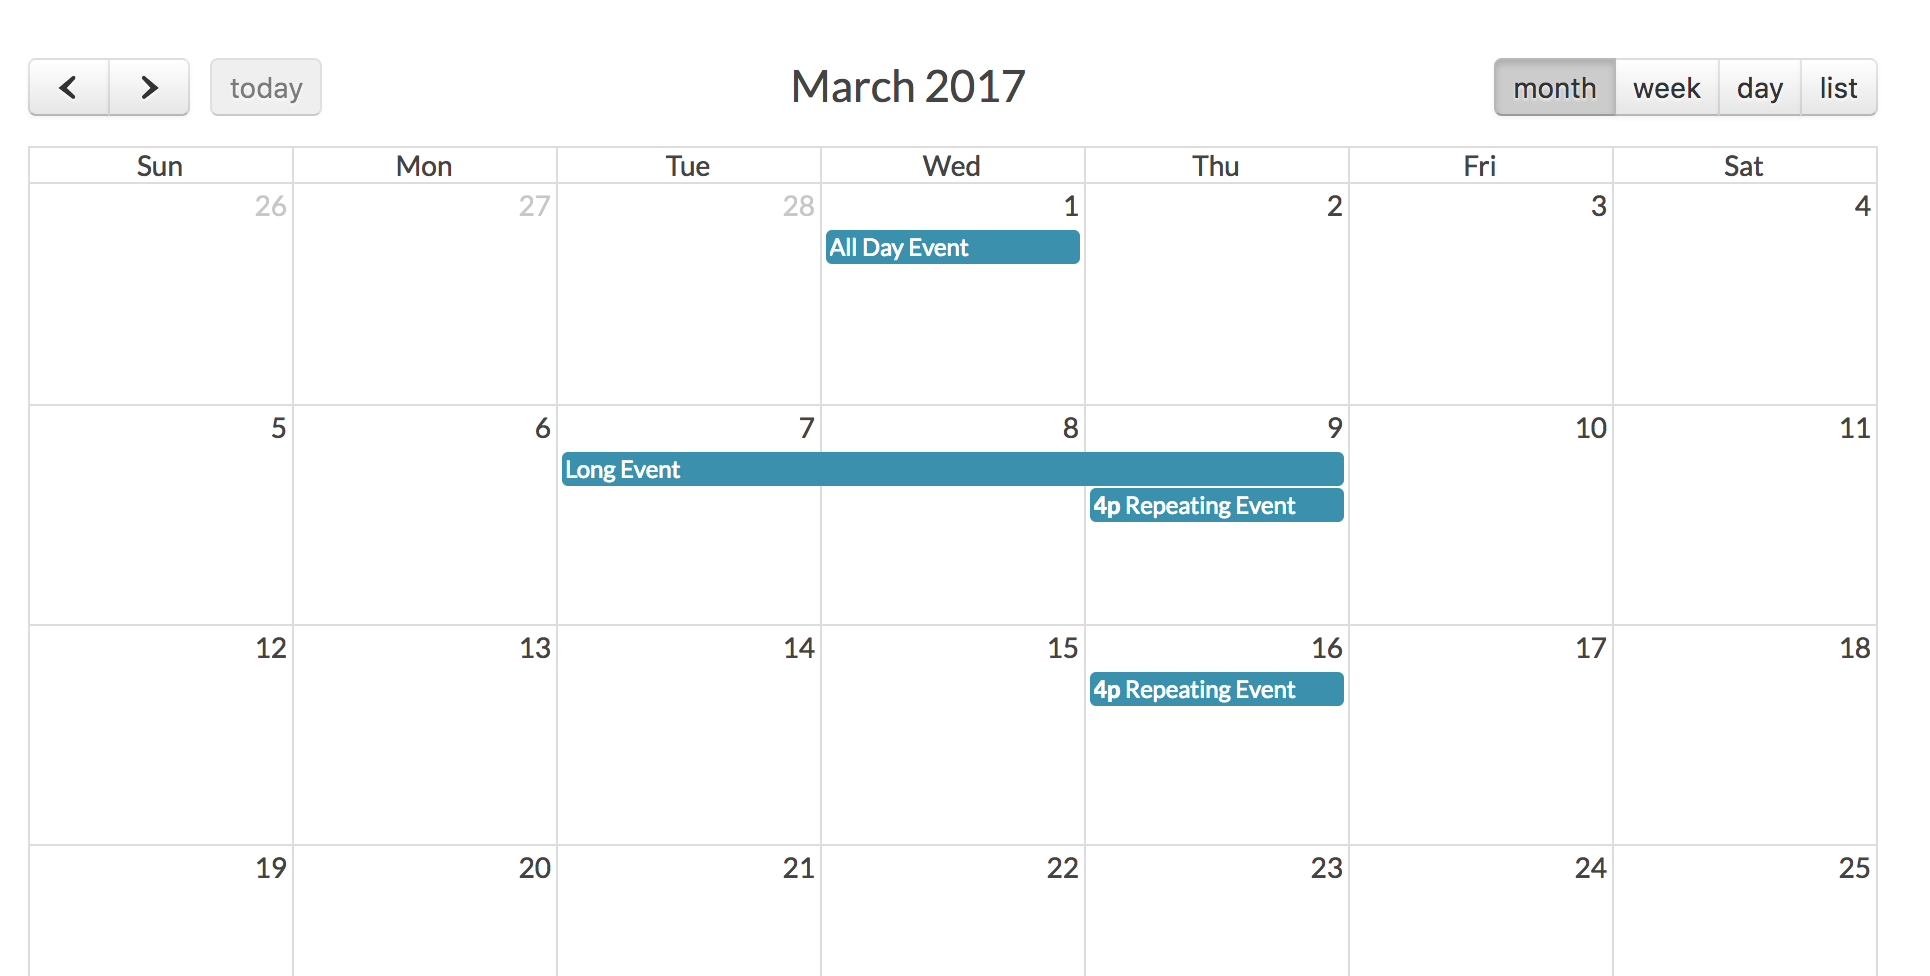 today
March 2017
month week day list
Sun Mon Tue Wed Thu Fri Sat
26 27 28 1 2 3 4
All Day Event
5 6 7 8 9 10 11
Long Event
4p Repeating Event
12 13 14 15 16 17 18
4p Repeating Event
19 20 21 22 23 24 25